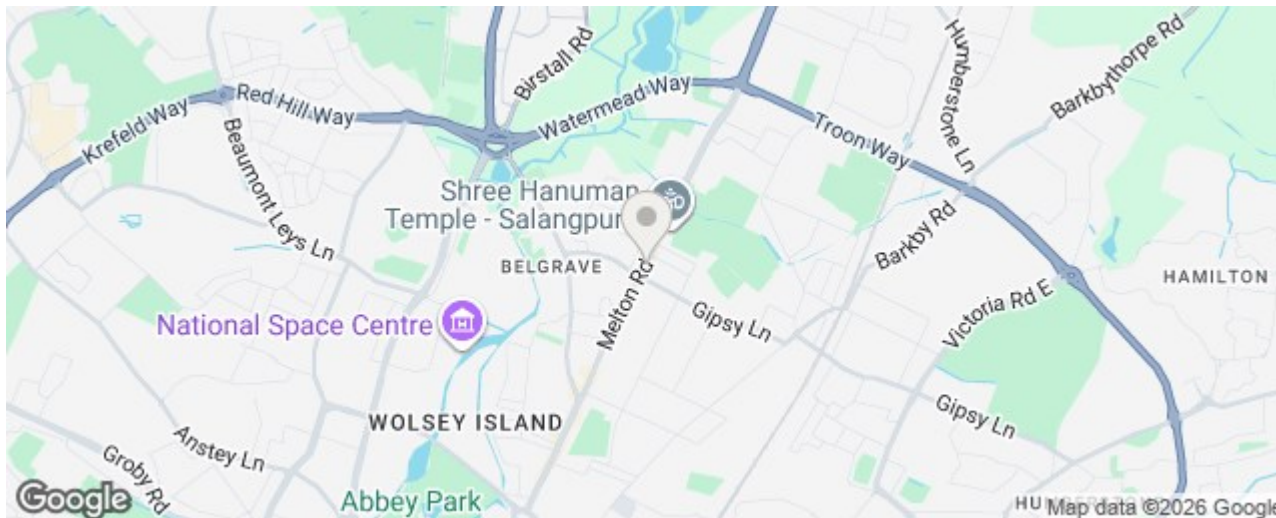 Birstall Rd
Humberstone Ln
Barkbythorpe Rd
Krefeld Way
Red Hill Way
Watermead Way
Troon Way
Beaumont Leys Ln
Shree Hanuman
Temple - Salangpur
Barkby Rd
BELGRAVE
HAMILTON
Melton Rd
Gipsy Ln
Victoria Rd E
National Space Centre
WOLSEY ISLAND
Gipsy Ln
Anstey Ln
Groby Rd
Abbey Park
Google
Map data ©2026 Google